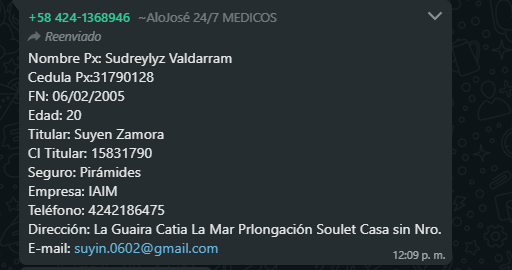 +58 424-1368946 ~AloJosé 24/7 MEDICOS
Reenviado
Nombre Px: Sudreylyz Valdarram
Cedula Px:31790128
FN: 06/02/2005
Edad: 20
Titular: Suyen Zamora
CI Titular: 15831790
Seguro: Pirámides
Empresa: IAIM
Teléfono: 4242186475
Dirección: La Guaira Catia La Mar Prlongación Soulet Casa sin Nro.
E-mail: suyin.0602@gmail.com
12:09 p. m.